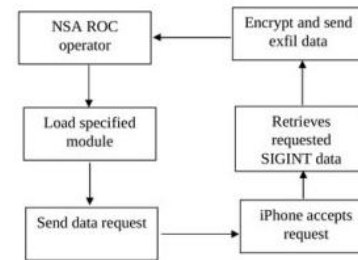 NSA ROC
operator
Load specified
module
Send data request
iPhone accepts
request
Retrieves
requested
SIGINT data
Encrypt and send
exfil data